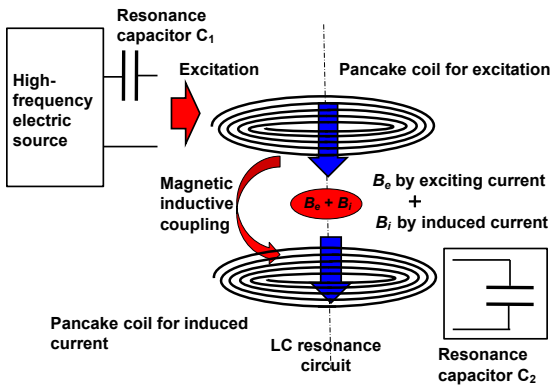 Resonance
capacitor C₁
High-
frequency
electric
source
Excitation
Pancake coil for excitation
Magnetic
inductive
coupling
Bₑ + Bᵢ
Bₑ by exciting current
+
Bᵢ by induced current
Pancake coil for induced
current
LC resonance
circuit
Resonance
capacitor C₂